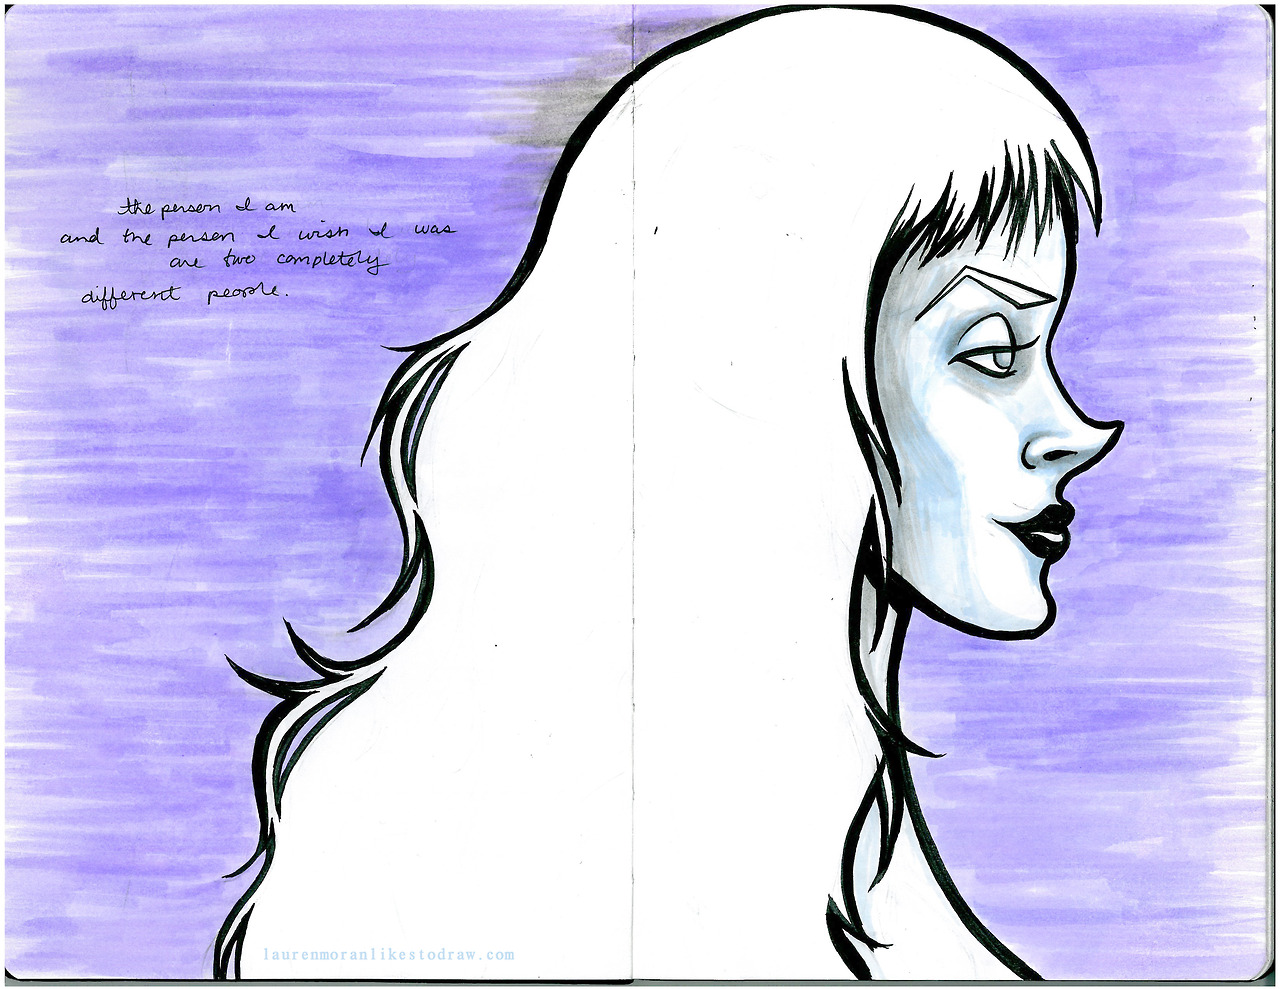 the person I am
and the person I wish I was
are two completely
different people.
laurenmoranlikestodraw.com